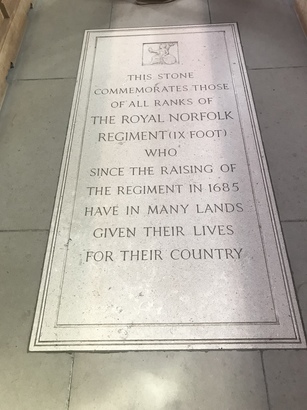 THIS STONE
COMMEMORATES THOSE
OF ALL RANKS OF
THE ROYAL NORFOLK
REGIMENT (IX FOOT)
WHO
SINCE THE RAISING OF
THE REGIMENT IN 1685
HAVE IN MANY LANDS
GIVEN THEIR LIVES
FOR THEIR COUNTRY